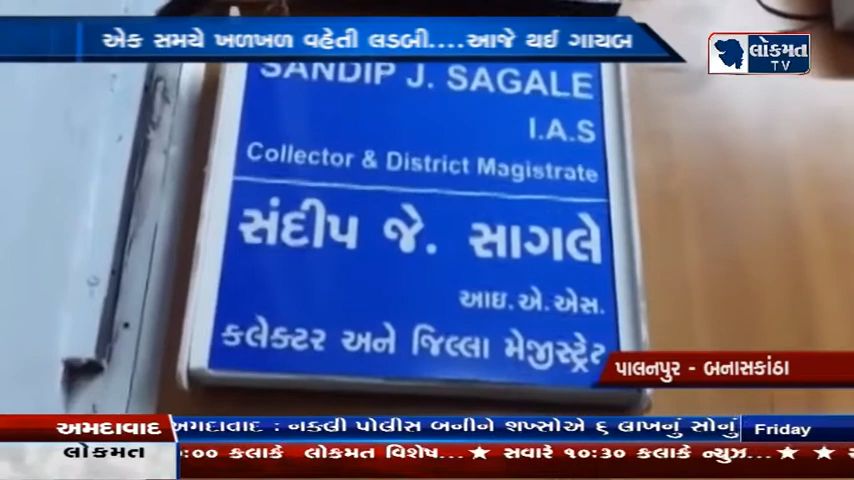 એક સમયે ખળખળ વહેતી લડબી....આજે થઈ ગાયબ
લોકમત
TV
SANDIP J. SAGALE
I.A.S
Collector & District Magistrate
સંદીપ જે. સાગલે
આઇ.એ.એસ.
કલેક્ટર અને જિલ્લા મેજીસ્ટ્રેટ
પાલનપુર - બનાસકાંઠા
અમદાવાદ
અમદાવાદ : નકલી પોલીસ બનીને શખ્સોએ ૬ લાખનું સોનું
Friday
લોકમત
:૦૦ કલાકે લોકમત વિશેષ...★ સવારે ૧૦:૩૦ કલાકે ન્યુઝ...★ ★